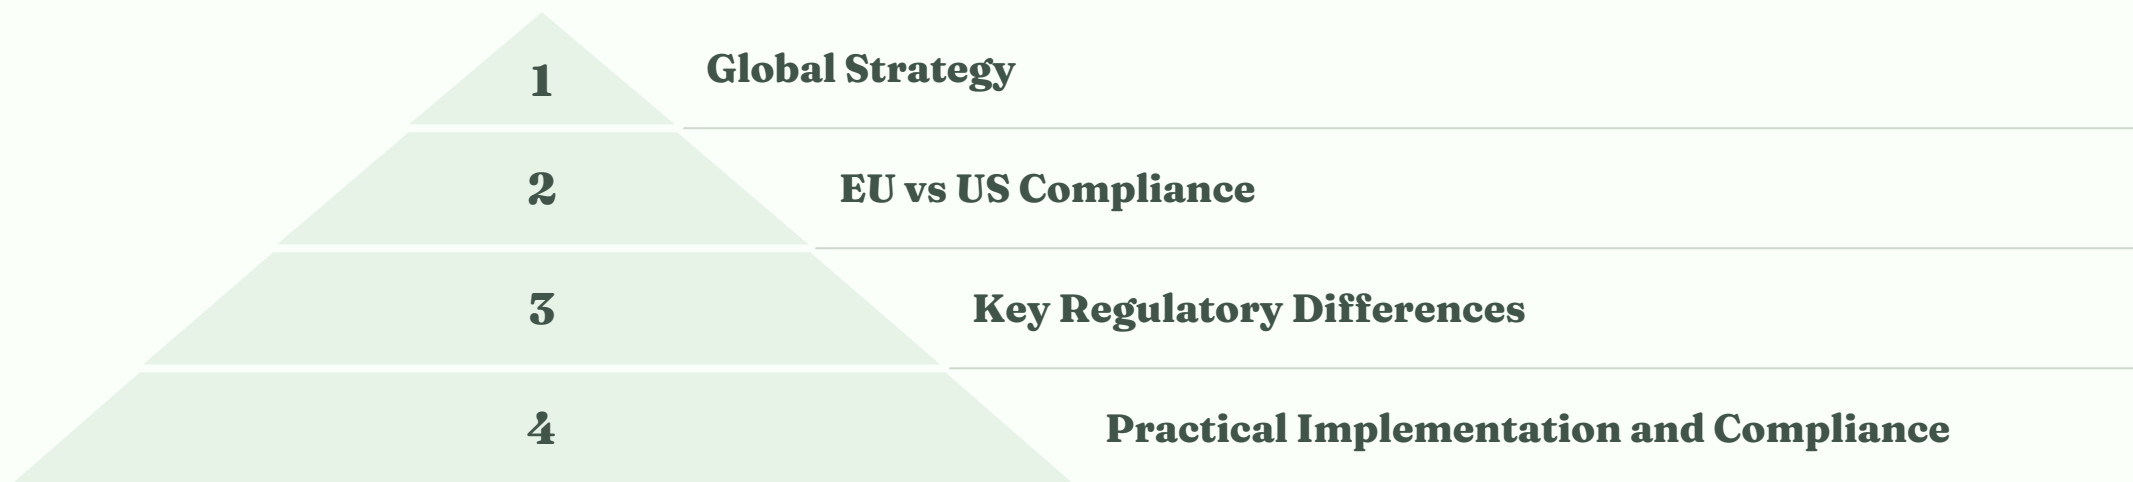 1
Global Strategy
2
EU vs US Compliance
3
Key Regulatory Differences
4
Practical Implementation and Compliance